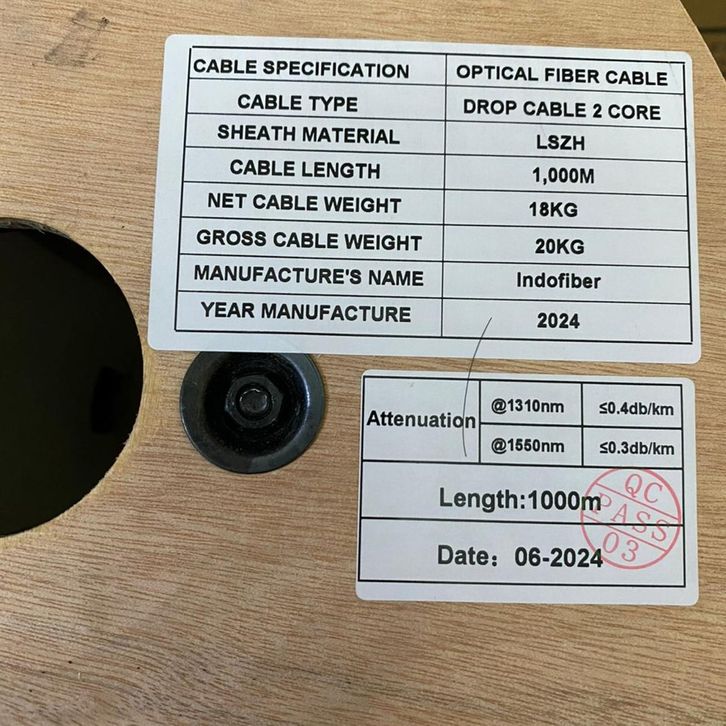 CABLE SPECIFICATION OPTICAL FIBER CABLE
CABLE TYPE DROP CABLE 2 CORE
SHEATH MATERIAL LSZH
CABLE LENGTH 1,000M
NET CABLE WEIGHT 18KG
GROSS CABLE WEIGHT 20KG
MANUFACTURE'S NAME Indofiber
YEAR MANUFACTURE 2024
Attenuation @1310nm ≤0.4db/km
@1550nm ≤0.3db/km
Length:1000m
Date: 06-2024
QC
PASS
03